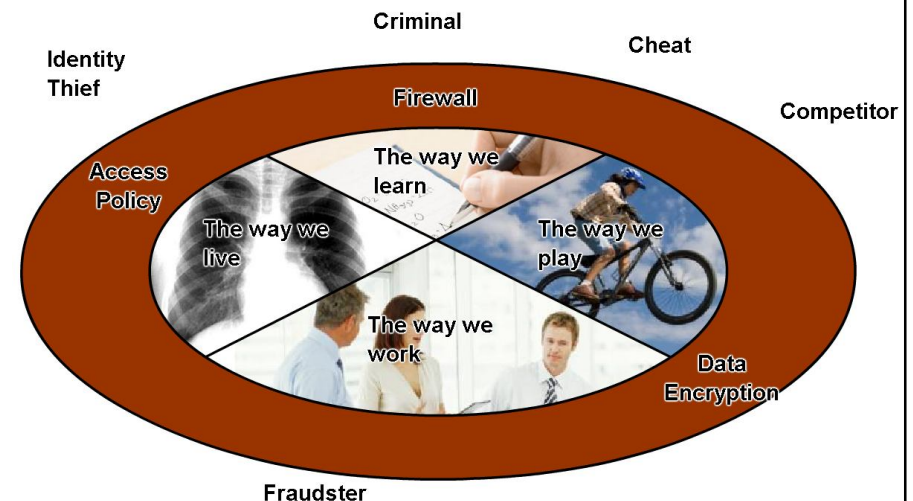 Criminal
Cheat
Identity
Thief
Competitor
Firewall
Access
Policy
The way we
learn
The way we
live
The way we
play
The way we
work
Data
Encryption
Fraudster